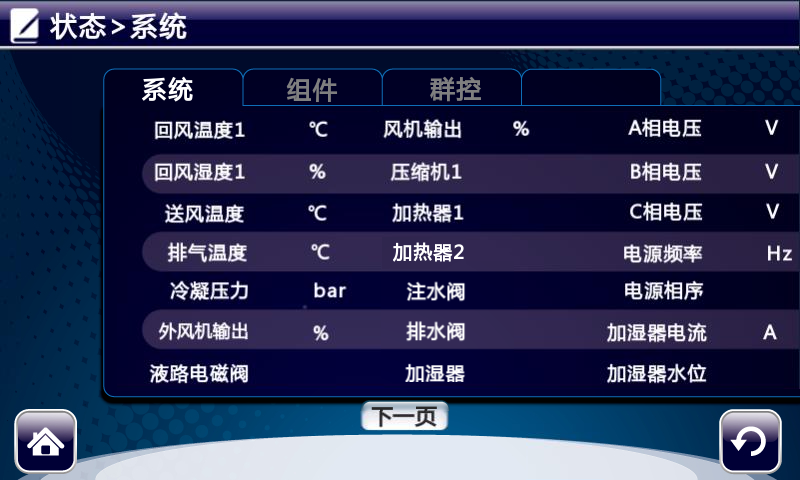 状态>系统
系统 组件 群控
回风温度1 ℃ 风机输出 % A相电压 V
回风湿度1 % 压缩机1 B相电压 V
送风温度 ℃ 加热器1 C相电压 V
排气温度 ℃ 加热器2 电源频率 Hz
冷凝压力 bar 注水阀 电源相序
外风机输出 % 排水阀 加湿器电流 A
液路电磁阀 加湿器 加湿器水位
下一页